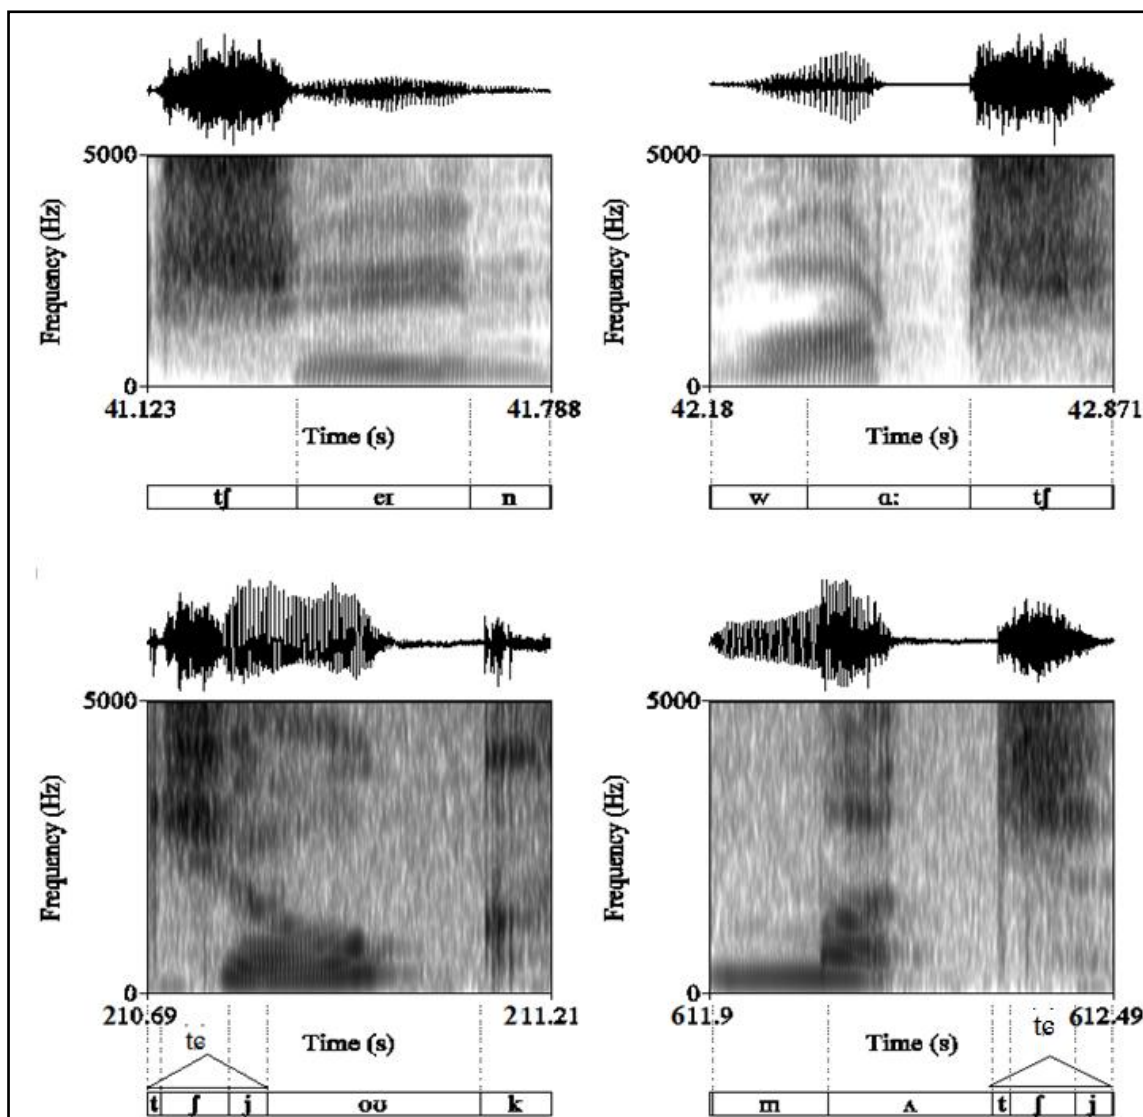 5000 5000
Frequency (Hz) Frequency (Hz)
0 0
41.123 41.788 42.18 42.871
Time (s) Time (s)
tʃ eɪ n w ɑː tʃ
5000 5000
Frequency (Hz) Frequency (Hz)
0 0
210.69 211.21 611.9 612.49
tɕ Time (s) Time (s) tɕ
t ʃ j oʊ k m ʌ t ʃ j